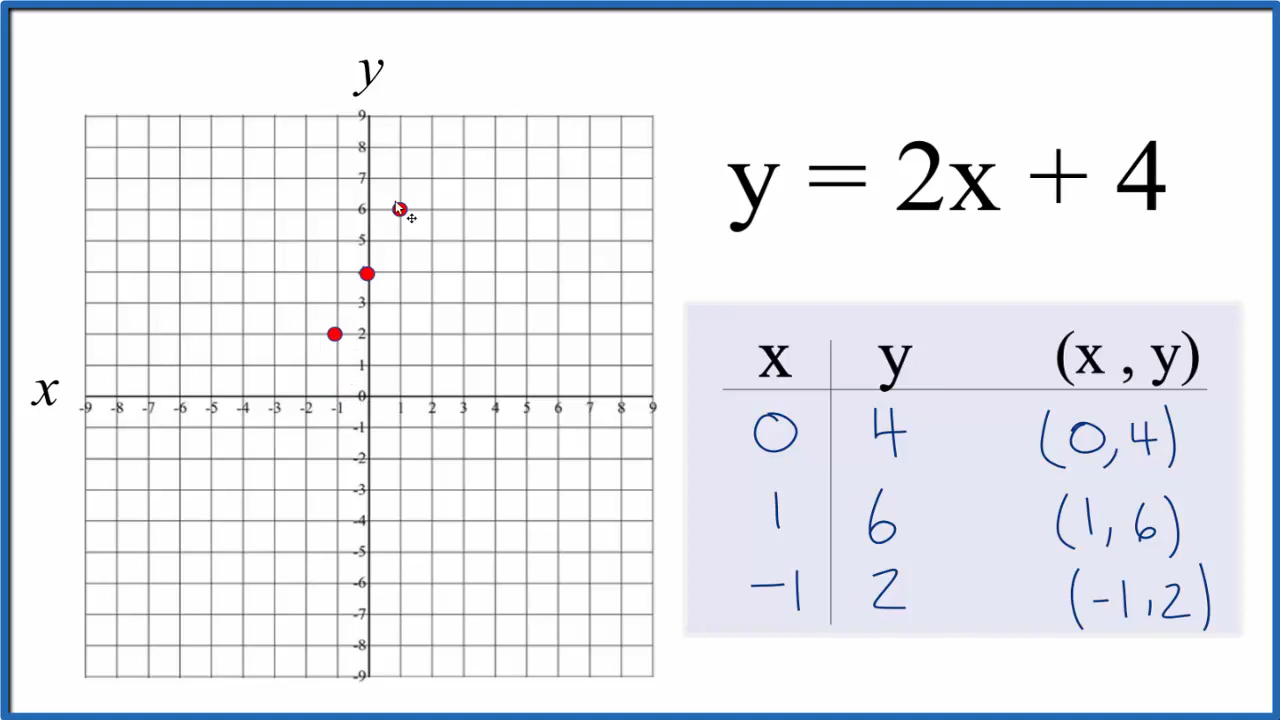 y
9
8
7
6
5
3
2
1
x
0
-9 -8 -7 -6 -5 -4 -3 -2 -1 1 2 3 4 5 6 7 8 9
-1
-2
-3
-4
-5
-6
-7
-8
-9
y = 2x + 4
x y (x , y)
0 4 (0,4)
1 6 (1,6)
-1 2 (-1,2)